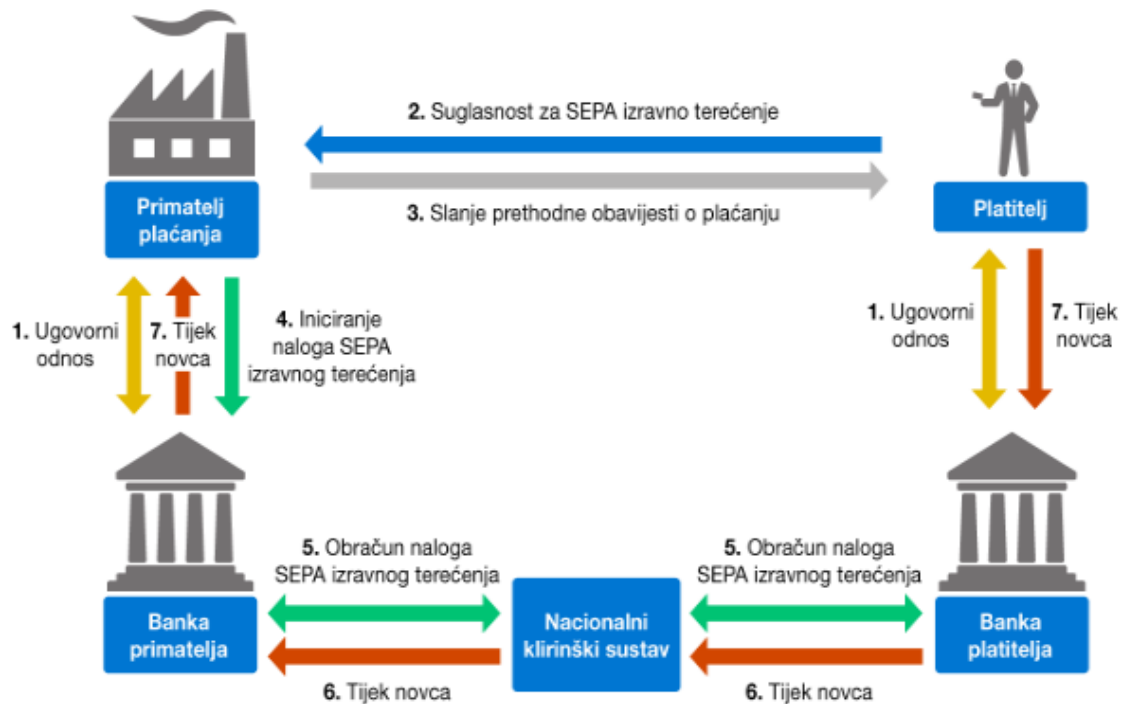 2. Suglasnost za SEPA izravno terećenje
3. Slanje prethodne obavijesti o plaćanju
Primatelj
plaćanja
Platitelj
1. Ugovorni
odnos
7. Tijek
novca
4. Iniciranje
naloga SEPA
izravnog terećenja
1. Ugovorni
odnos
7. Tijek
novca
5. Obračun naloga
SEPA izravnog terećenja
5. Obračun naloga
SEPA izravnog terećenja
Banka
primatelja
Nacionalni
klirinški sustav
Banka
platitelja
6. Tijek novca
6. Tijek novca